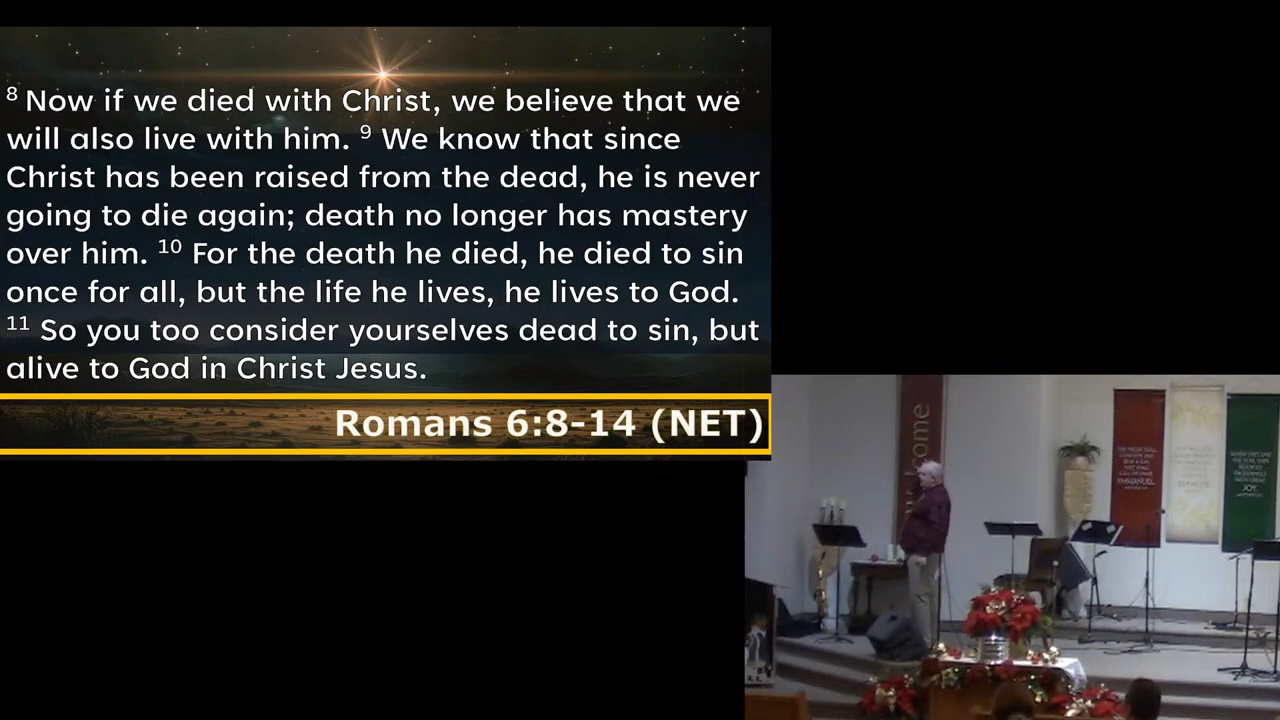 ⁸ Now if we died with Christ, we believe that we
will also live with him. ⁹ We know that since
Christ has been raised from the dead, he is never
going to die again; death no longer has mastery
over him. ¹⁰ For the death he died, he died to sin
once for all, but the life he lives, he lives to God.
¹¹ So you too consider yourselves dead to sin, but
alive to God in Christ Jesus.
Romans 6:8-14 (NET)
EMMANUEL
JOY